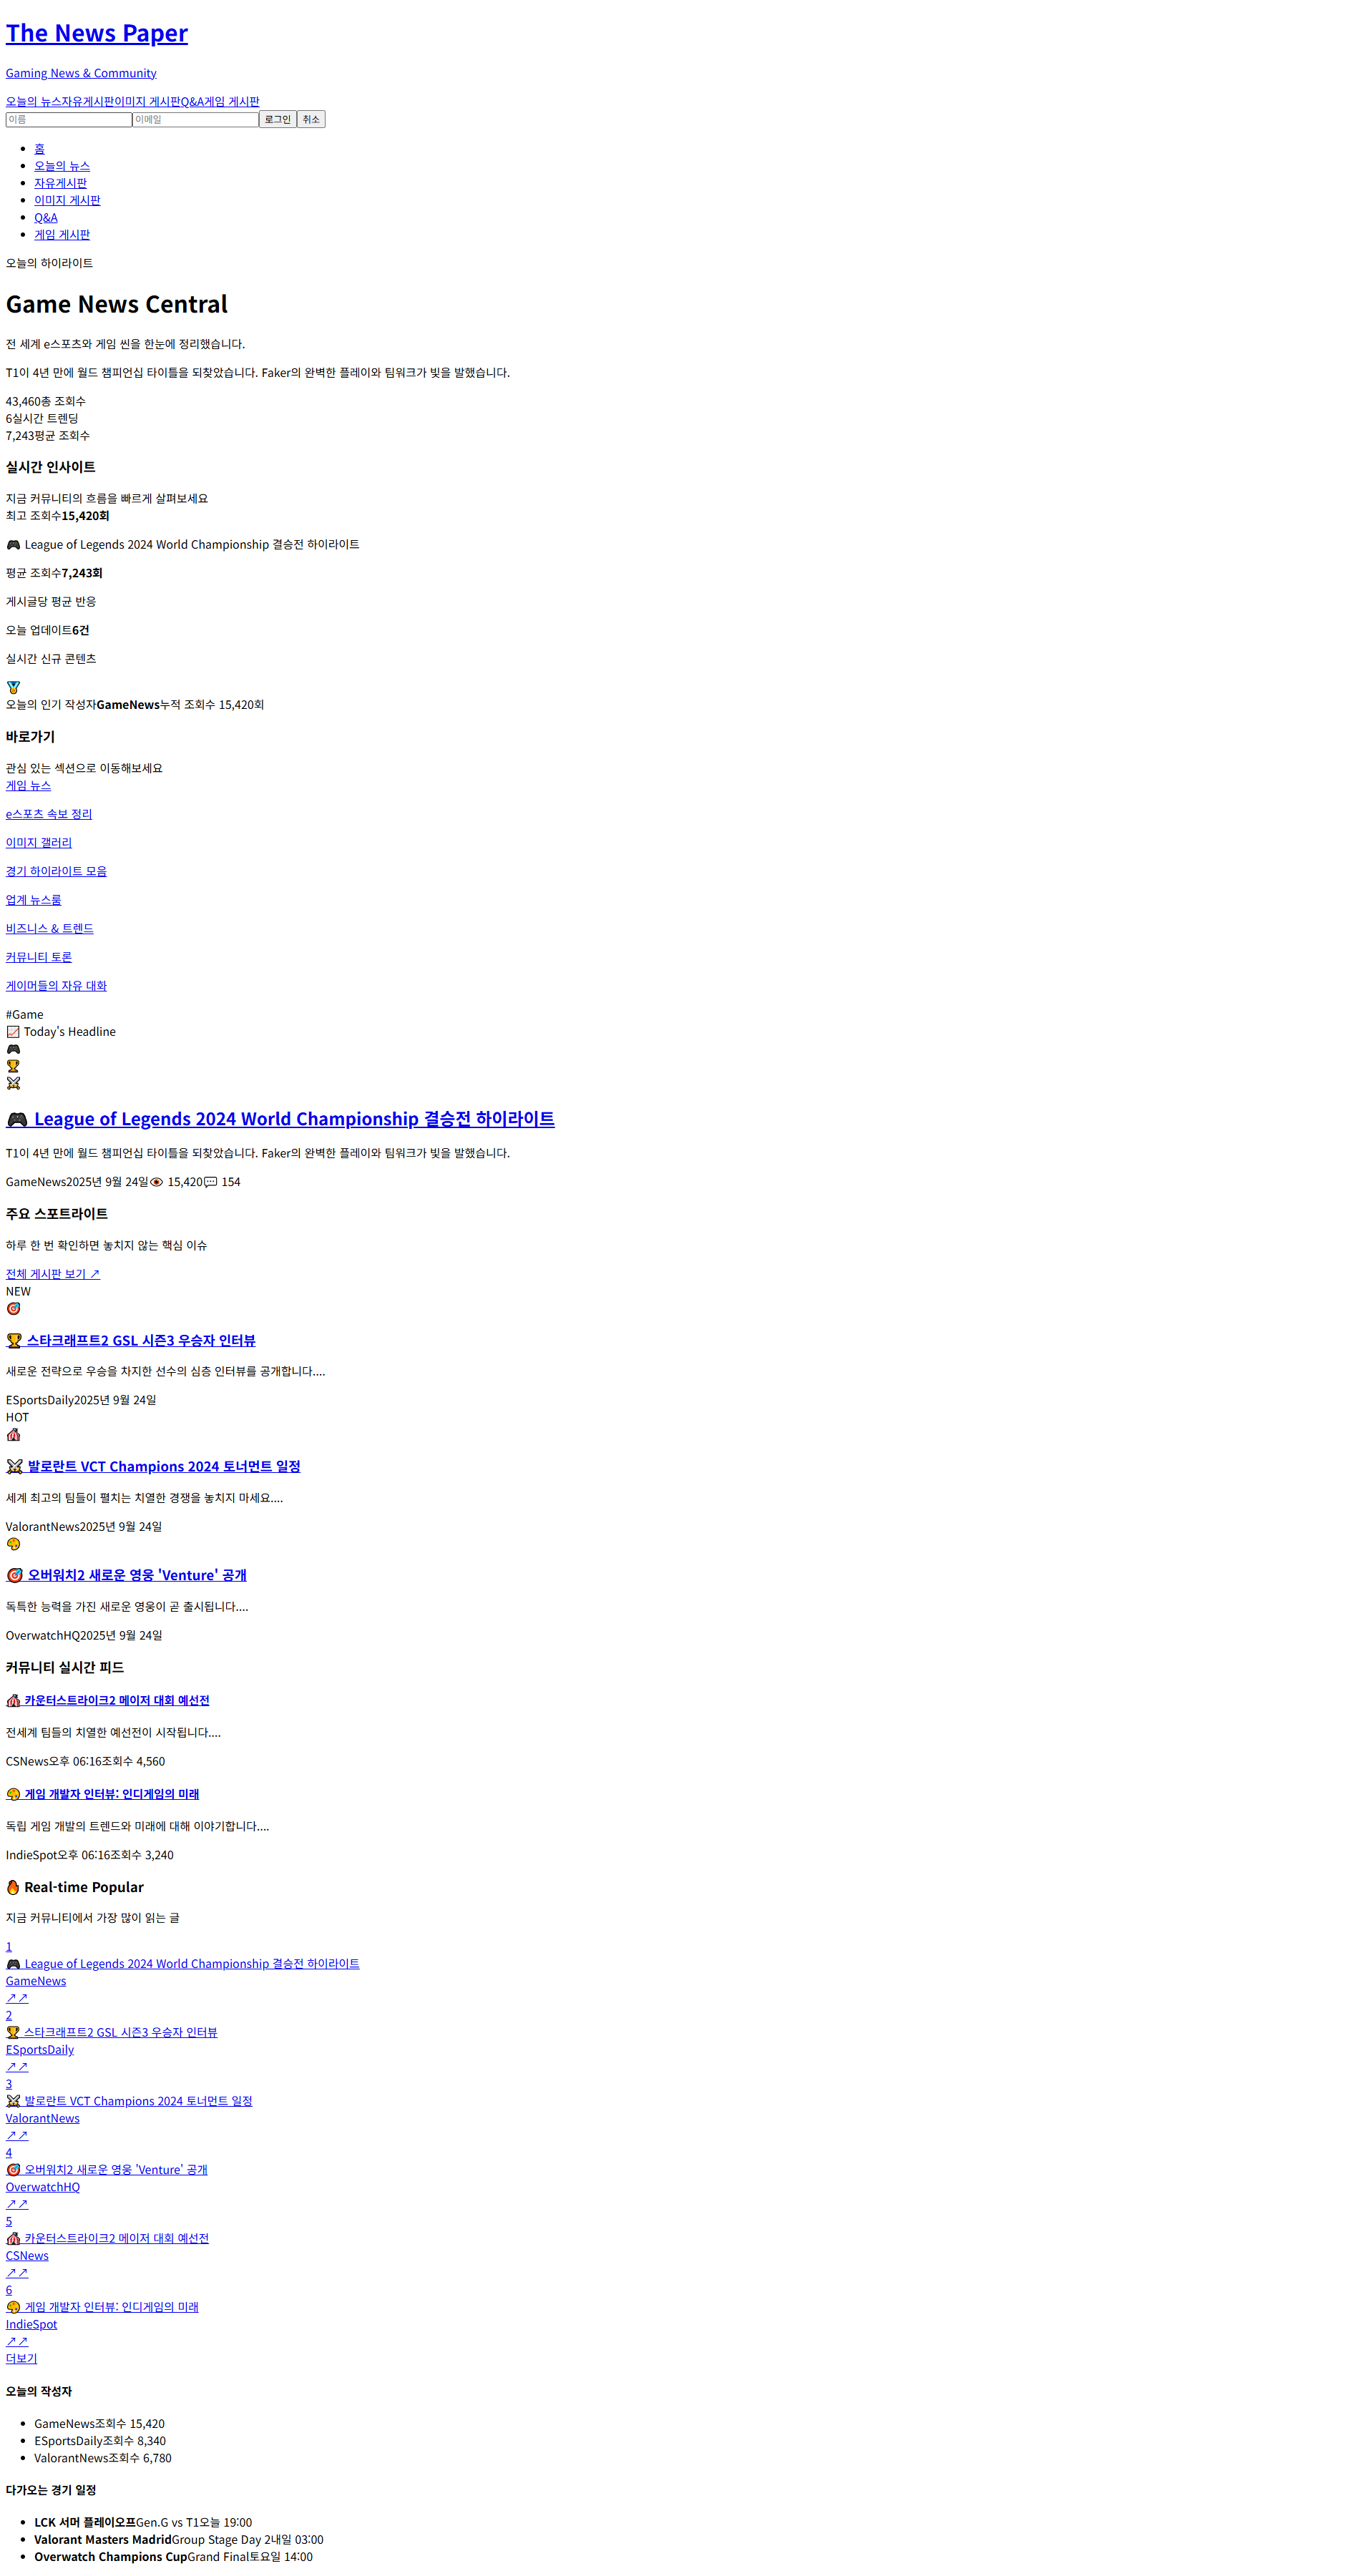 The News Paper
Gaming News & Community
오늘의 뉴스자유게시판이미지 게시판Q&A게임 게시판
이름 이메일 로그인 취소
홈
오늘의 뉴스
자유게시판
이미지 게시판
Q&A
게임 게시판
오늘의 하이라이트
Game News Central
전 세계 e스포츠와 게임 씬을 한눈에 정리했습니다.
T1이 4년 만에 월드 챔피언십 타이틀을 되찾았습니다. Faker의 완벽한 플레이와 팀워크가 빛을 발했습니다.
43,460총 조회수
6실시간 트렌딩
7,243평균 조회수
실시간 인사이트
지금 커뮤니티의 흐름을 빠르게 살펴보세요
최고 조회수15,420회
🎮 League of Legends 2024 World Championship 결승전 하이라이트
평균 조회수7,243회
게시글당 평균 반응
오늘 업데이트6건
실시간 신규 콘텐츠
🏅
오늘의 인기 작성자GameNews누적 조회수 15,420회
바로가기
관심 있는 섹션으로 이동해보세요
게임 뉴스
e스포츠 속보 정리
이미지 갤러리
경기 하이라이트 모음
업계 뉴스룸
비즈니스 & 트렌드
커뮤니티 토론
게이머들의 자유 대화
#Game
📈 Today's Headline
🎮
🏆
⚔️
🎮 League of Legends 2024 World Championship 결승전 하이라이트
T1이 4년 만에 월드 챔피언십 타이틀을 되찾았습니다. Faker의 완벽한 플레이와 팀워크가 빛을 발했습니다.
GameNews2025년 9월 24일👁️ 15,420💬 154
주요 스포트라이트
하루 한 번 확인하면 놓치지 않는 핵심 이슈
전체 게시판 보기 ↗
NEW
🎯
🏆 스타크래프트2 GSL 시즌3 우승자 인터뷰
새로운 전략으로 우승을 차지한 선수의 심층 인터뷰를 공개합니다....
ESportsDaily2025년 9월 24일
HOT
🎪
⚔️ 발로란트 VCT Champions 2024 토너먼트 일정
세계 최고의 팀들이 펼치는 치열한 경쟁을 놓치지 마세요....
ValorantNews2025년 9월 24일
🎨
🎯 오버워치2 새로운 영웅 'Venture' 공개
독특한 능력을 가진 새로운 영웅이 곧 출시됩니다....
OverwatchHQ2025년 9월 24일
커뮤니티 실시간 피드
🎪 카운터스트라이크2 메이저 대회 예선전
전세계 팀들의 치열한 예선전이 시작됩니다....
CSNews오후 06:16조회수 4,560
🎨 게임 개발자 인터뷰: 인디게임의 미래
독립 게임 개발의 트렌드와 미래에 대해 이야기합니다....
IndieSpot오후 06:16조회수 3,240
🔥 Real-time Popular
지금 커뮤니티에서 가장 많이 읽는 글
1
🎮 League of Legends 2024 World Championship 결승전 하이라이트
GameNews
↗↗
2
🏆 스타크래프트2 GSL 시즌3 우승자 인터뷰
ESportsDaily
↗↗
3
⚔️ 발로란트 VCT Champions 2024 토너먼트 일정
ValorantNews
↗↗
4
🎯 오버워치2 새로운 영웅 'Venture' 공개
OverwatchHQ
↗↗
5
🎪 카운터스트라이크2 메이저 대회 예선전
CSNews
↗↗
6
🎨 게임 개발자 인터뷰: 인디게임의 미래
IndieSpot
↗↗
더보기
오늘의 작성자
GameNews조회수 15,420
ESportsDaily조회수 8,340
ValorantNews조회수 6,780
다가오는 경기 일정
LCK 서머 플레이오프Gen.G vs T1오늘 19:00
Valorant Masters MadridGroup Stage Day 2내일 03:00
Overwatch Champions CupGrand Final토요일 14:00